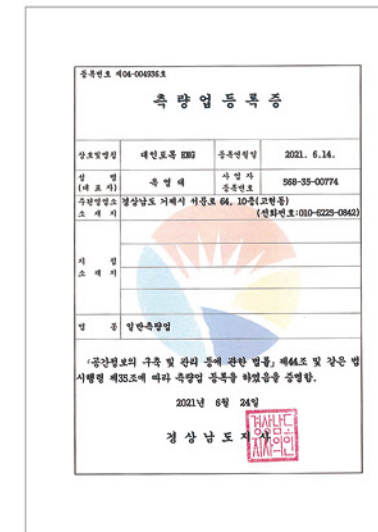 등록번호 제04-004936호
측 량 업 등 록 증
상호및명칭 대인토목 ENG 등록연월일 2021. 6.14.
성 명 (대 표 자) 옥 영 대 사 업 자 등록번호 568-35-00774
주된영업소 소 재 지 경상남도 거제시 서문로 64, 10층(고현동)
(전화번호:010-6225-0842)
지 점
소 재 지
업 종 일반측량업
「공간정보의 구축 및 관리 등에 관한 법률」 제44조 및 같은 법
시행령 제35조에 따라 측량업 등록을 하였음을 증명함.
2021년 6월 24일
경 상 남 도 지 사